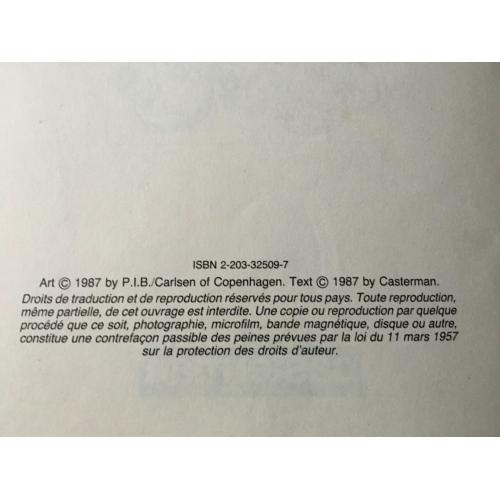 ISBN 2-203-32509-7
Art © 1987 by P.I.B./Carlsen of Copenhagen. Text © 1987 by Casterman.
Droits de traduction et de reproduction réservés pour tous pays. Toute reproduction,
même partielle, de cet ouvrage est interdite. Une copie ou reproduction par quelque
procédé que ce soit, photographie, microfilm, bande magnétique, disque ou autre,
constitue une contrefaçon passible des peines prévues par la loi du 11 mars 1957
sur la protection des droits d'auteur.